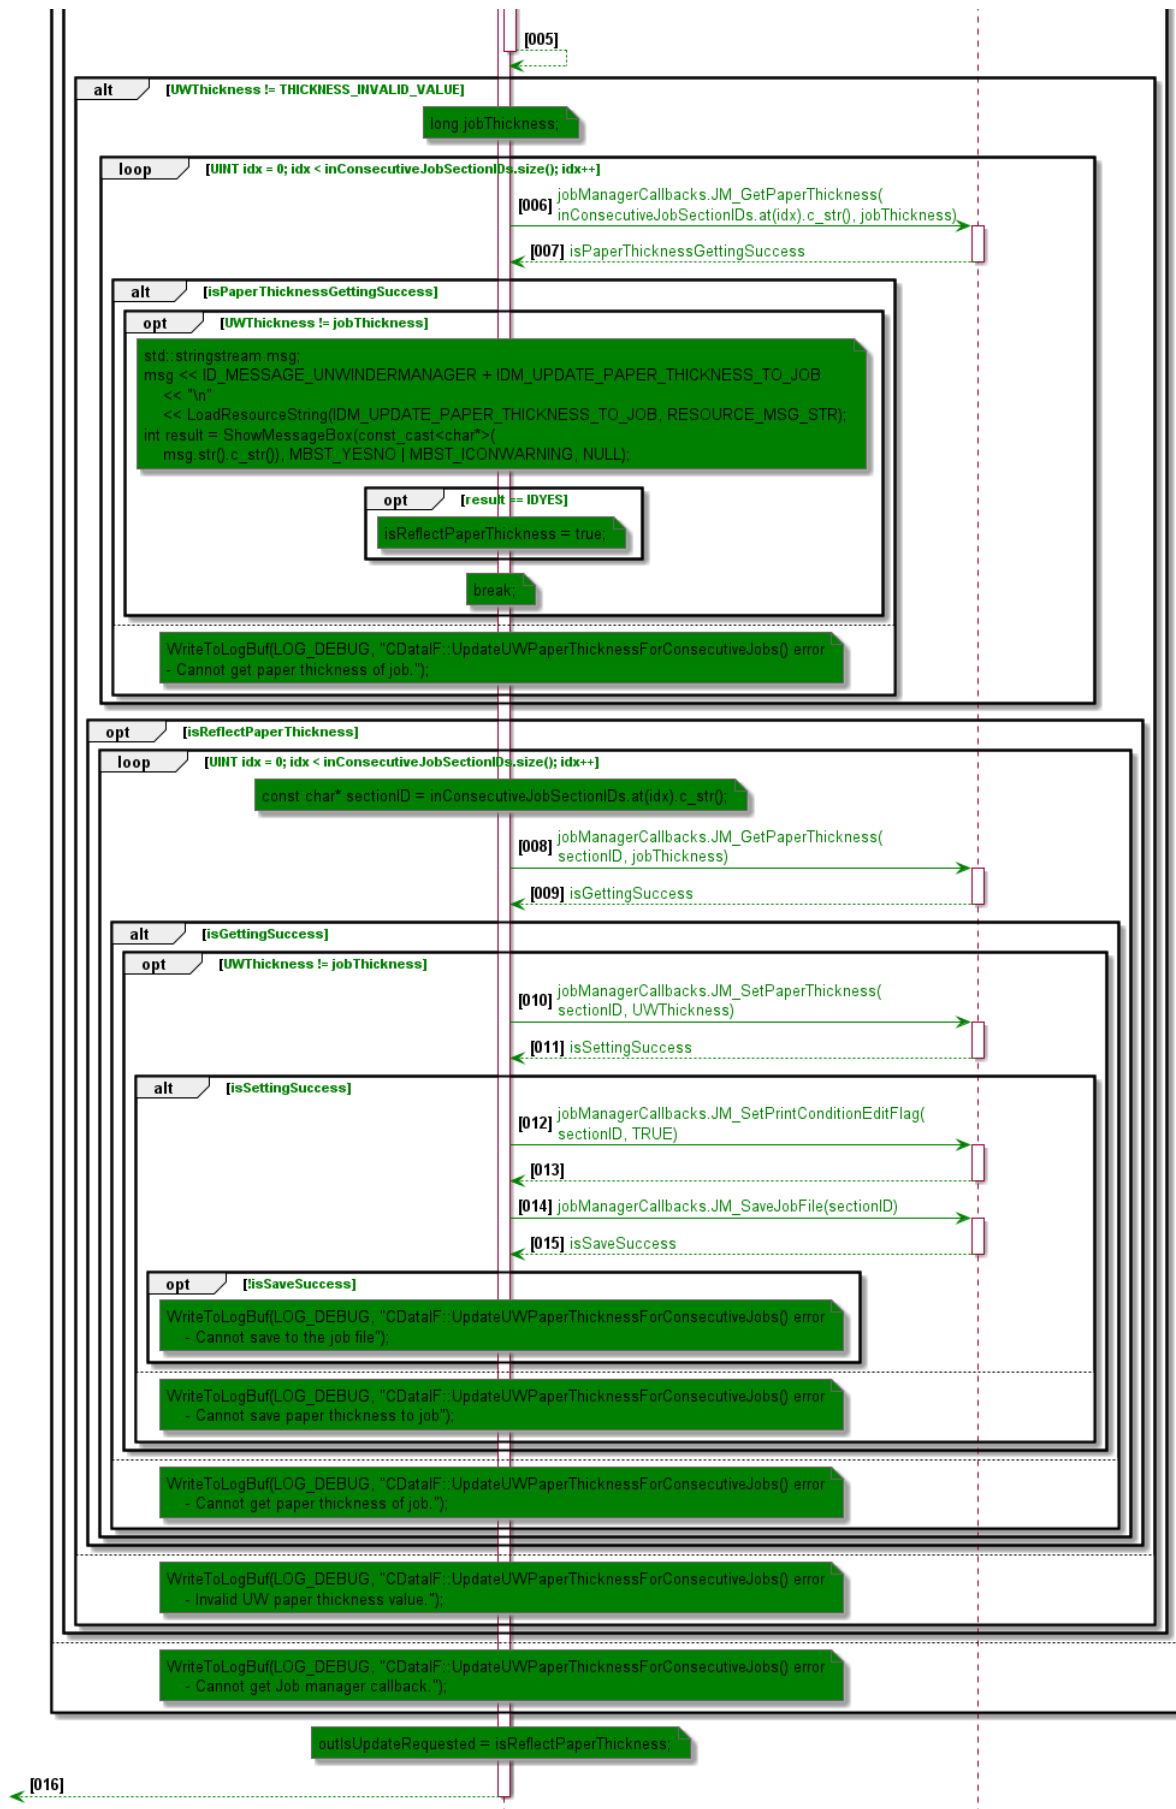 [005]
alt [UWThickness != THICKNESS_INVALID_VALUE]
long jobThickness;
loop [UINT idx = 0; idx < inConsecutiveJobSectionIDs.size(); idx++]
[006] jobManagerCallbacks.JM_GetPaperThickness(
inConsecutiveJobSectionIDs.at(idx).c_str(), jobThickness)
[007] isPaperThicknessGettingSuccess
alt [isPaperThicknessGettingSuccess]
opt [UWThickness != jobThickness]
std::stringstream msg;
msg << ID_MESSAGE_UNWINDERMANAGER + IDM_UPDATE_PAPER_THICKNESS_TO_JOB
<< "\n"
<< LoadResourceString(IDM_UPDATE_PAPER_THICKNESS_TO_JOB, RESOURCE_MSG_STR);
int result = ShowMessageBox(const_cast<char*>(
msg.str().c_str()), MBST_YESNO | MBST_ICONWARNING, NULL);
opt [result == IDYES]
isReflectPaperThickness = true;
break;
WriteToLogBuf(LOG_DEBUG, "CDataIF::UpdateUWPaperThicknessForConsecutiveJobs() error
- Cannot get paper thickness of job.");
opt [isReflectPaperThickness]
loop [UINT idx = 0; idx < inConsecutiveJobSectionIDs.size(); idx++]
const char* sectionID = inConsecutiveJobSectionIDs.at(idx).c_str();
[008] jobManagerCallbacks.JM_GetPaperThickness(
sectionID, jobThickness)
[009] isGettingSuccess
alt [isGettingSuccess]
opt [UWThickness != jobThickness]
[010] jobManagerCallbacks.JM_SetPaperThickness(
sectionID, UWThickness)
[011] isSettingSuccess
alt [isSettingSuccess]
[012] jobManagerCallbacks.JM_SetPrintConditionEditFlag(
sectionID, TRUE)
[013]
[014] jobManagerCallbacks.JM_SaveJobFile(sectionID)
[015] isSaveSuccess
opt [!isSaveSuccess]
WriteToLogBuf(LOG_DEBUG, "CDataIF::UpdateUWPaperThicknessForConsecutiveJobs() error
- Cannot save to the job file");
WriteToLogBuf(LOG_DEBUG, "CDataIF::UpdateUWPaperThicknessForConsecutiveJobs() error
- Cannot save paper thickness to job");
WriteToLogBuf(LOG_DEBUG, "CDataIF::UpdateUWPaperThicknessForConsecutiveJobs() error
- Cannot get paper thickness of job.");
WriteToLogBuf(LOG_DEBUG, "CDataIF::UpdateUWPaperThicknessForConsecutiveJobs() error
- Invalid UW paper thickness value.");
WriteToLogBuf(LOG_DEBUG, "CDataIF::UpdateUWPaperThicknessForConsecutiveJobs() error
- Cannot get Job manager callback.");
outIsUpdateRequested = isReflectPaperThickness;
[016]